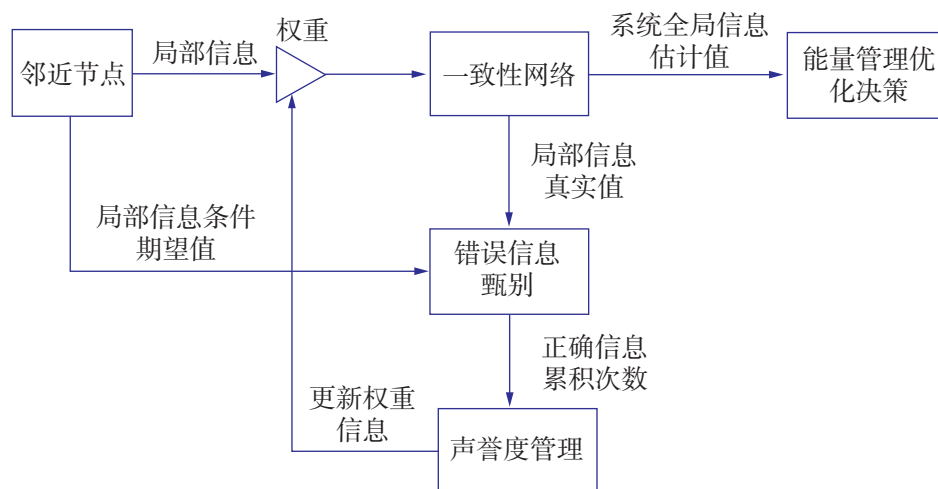 权重
邻近节点
局部信息
一致性网络
系统全局信息
估计值
能量管理优
化决策
局部信息
真实值
局部信息条件
期望值
错误信息
甄别
正确信息
累积次数
更新权重
信息
声誉度管理